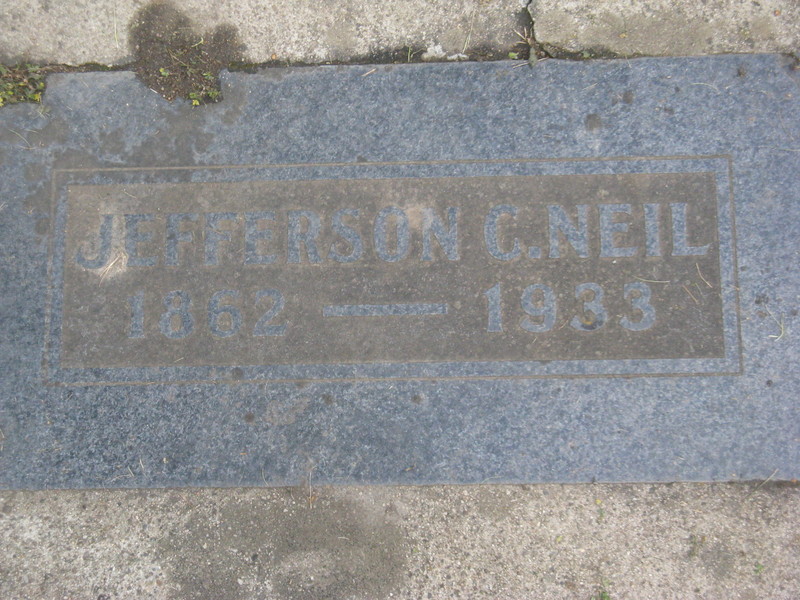 JEFFERSON C. NEIL
1862 — 1933